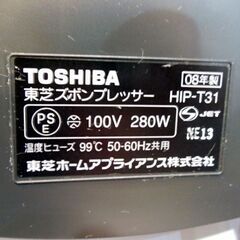 08年製
TOSHIBA
東芝ズボンプレッサー HIP-T31
PS E 100V 280W S JET
NE13
温度ヒューズ 99℃ 50-60Hz共用
東芝ホームアプライアンス株式会社